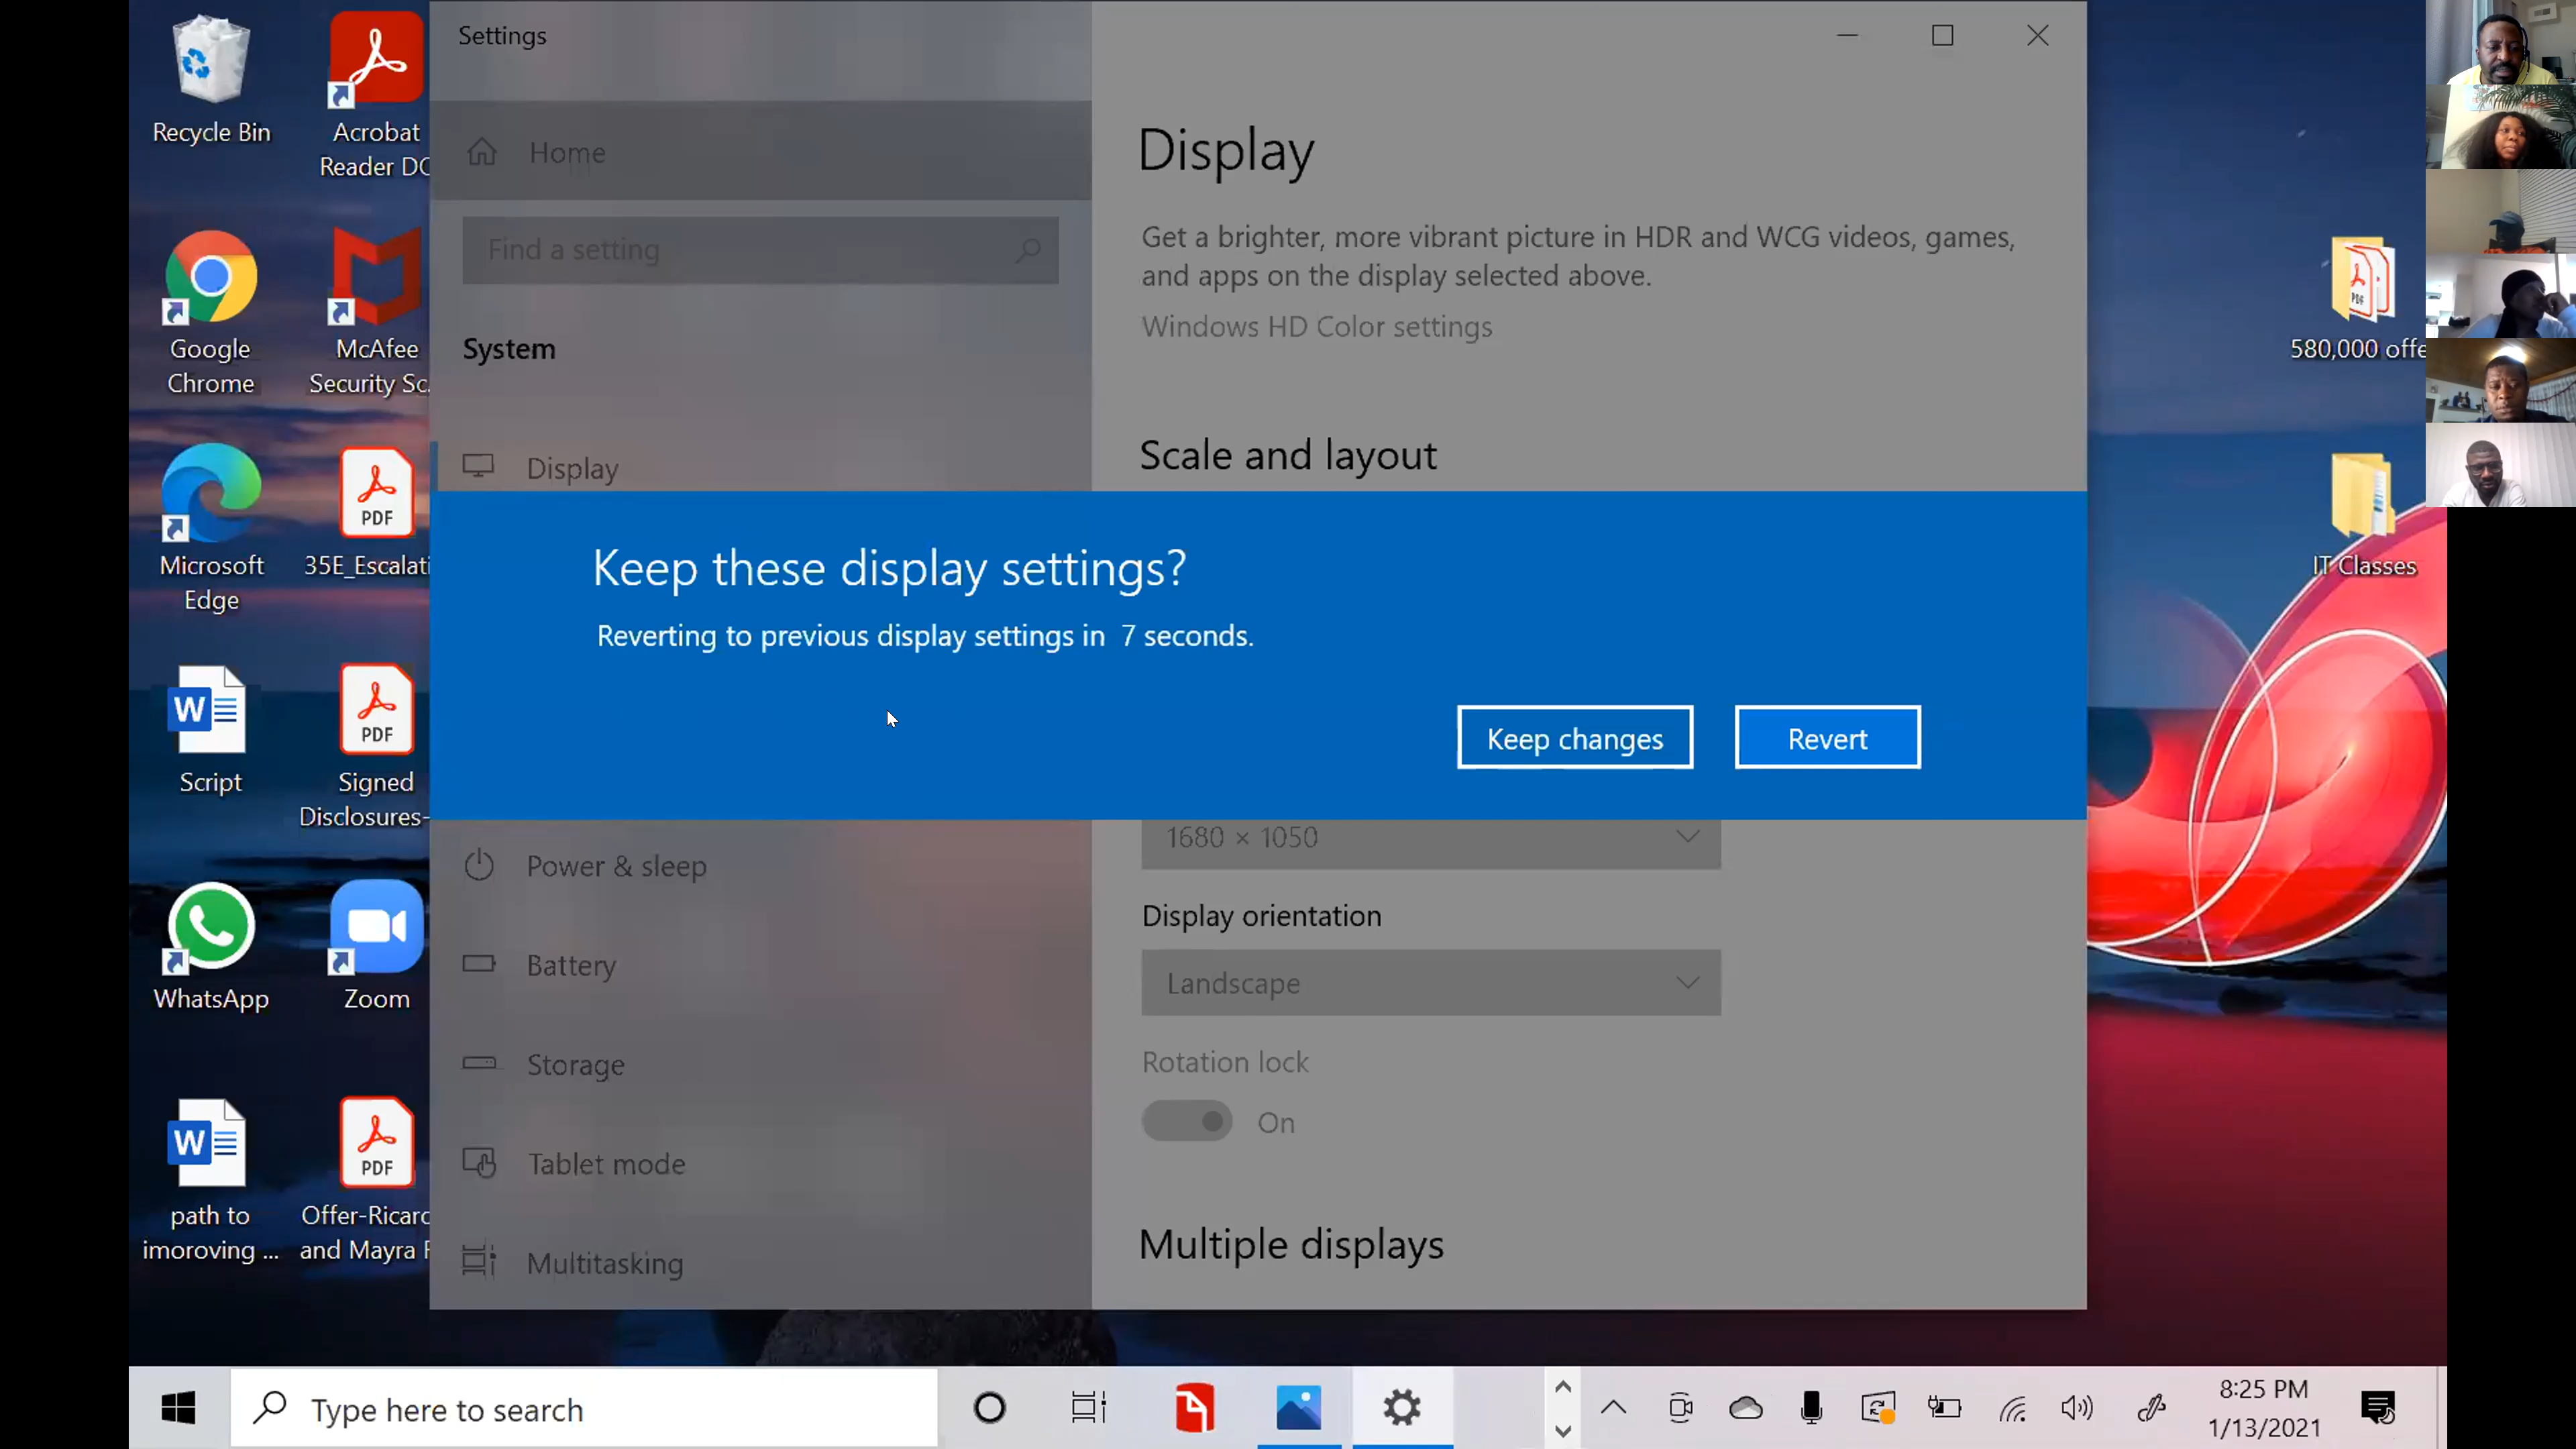 Recycle Bin
Acrobat
Reader DC
Google
Chrome
McAfee
Security Sc.
Microsoft
Edge
PDF
35E_Escalati
Script
PDF
Signed
Disclosures-
WhatsApp
Zoom
path to
imoroving ...
PDF
Offer-Ricard
and Mayra
Settings
Home
Find a setting
System
Display
Power & sleep
Battery
Storage
Tablet mode
Multitasking
Display
Get a brighter, more vibrant picture in HDR and WCG videos, games,
and apps on the display selected above.
Windows HD Color settings
Scale and layout
Keep these display settings?
Reverting to previous display settings in 7 seconds.
Keep changes
Revert
1680 × 1050
Display orientation
Landscape
Rotation lock
On
Multiple displays
PDF
580,000 offe
IT Classes
Type here to search
8:25 PM
1/13/2021